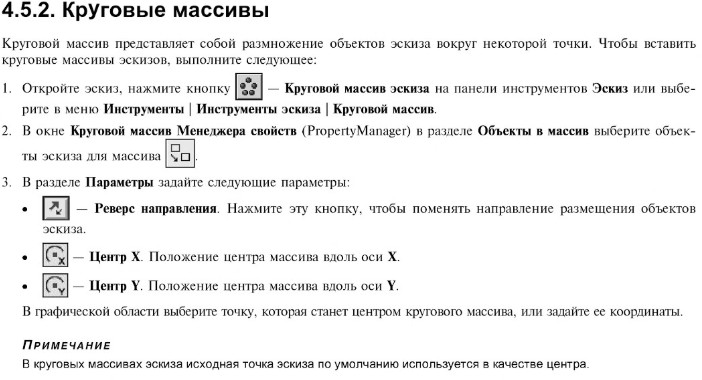 4.5.2. Круговые массивы
Круговой массив представляет собой размножение объектов эскиза вокруг некоторой точки. Чтобы вставить
круговые массивы эскизов, выполните следующее:
1. Откройте эскиз, нажмите кнопку — Круговой массив эскиза на панели инструментов Эскиз или выбе-
рите в меню Инструменты | Инструменты эскиза | Круговой массив.
2. В окне Круговой массив Менеджера свойств (PropertyManager) в разделе Объекты в массив выберите объек-
ты эскиза для массива .
3. В разделе Параметры задайте следующие параметры:
• — Реверс направления. Нажмите эту кнопку, чтобы поменять направление размещения объектов
эскиза.
• X — Центр X. Положение центра массива вдоль оси X.
• Y — Центр Y. Положение центра массива вдоль оси Y.
В графической области выберите точку, которая станет центром кругового массива, или задайте ее координаты.
ПРИМЕЧАНИЕ
В круговых массивах эскиза исходная точка эскиза по умолчанию используется в качестве центра.